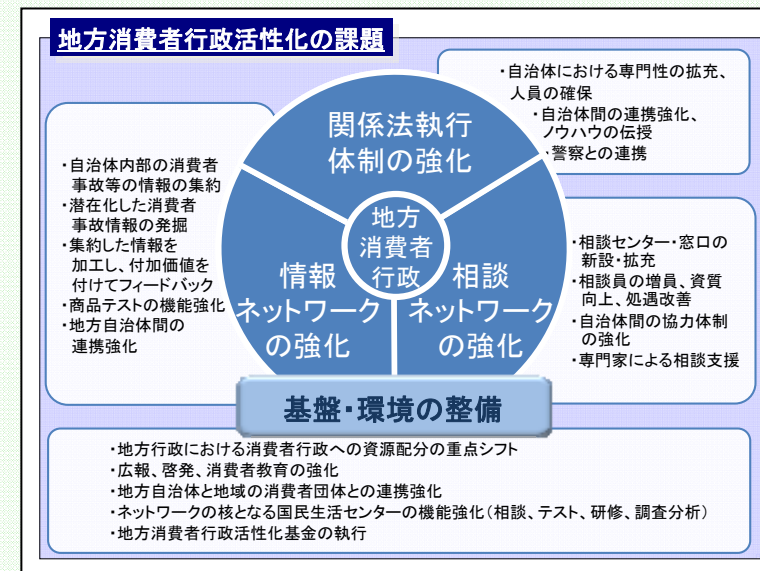 地方消費者行政活性化の課題
関係法執行
体制の強化
・自治体における専門性の拡充、
人員の確保
・自治体間の連携強化、
ノウハウの伝授
・警察との連携
・自治体内部の消費者
事故等の情報の集約
・潜在化した消費者
事故情報の発掘
・集約した情報を
加工し、付加価値を
付けてフィードバック
・商品テストの機能強化
・地方自治体間の
連携強化
地方
消費者
行政
情報
ネットワーク
の強化
相談
ネットワーク
の強化
・相談センター・窓口の
新設・拡充
・相談員の増員、資質
向上、処遇改善
・自治体間の協力体制
の強化
・専門家による相談支援
基盤・環境の整備
・地方行政における消費者行政への資源配分の重点シフト
・広報、啓発、消費者教育の強化
・地方自治体と地域の消費者団体との連携強化
・ネットワークの核となる国民生活センターの機能強化(相談、テスト、研修、調査分析)
・地方消費者行政活性化基金の執行